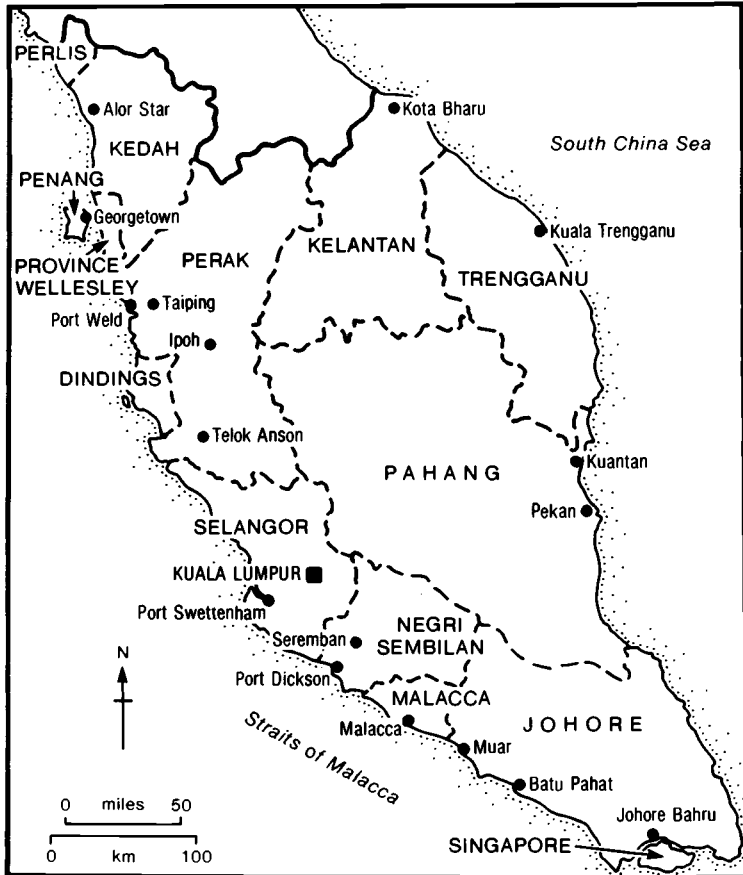 PERLIS
Alor Star
Kota Bharu
KEDAH
South China Sea
PENANG
Georgetown
Kuala Trengganu
KELANTAN
PROVINCE
WELLESLEY
PERAK
TRENGGANU
Port Weld
Taiping
Ipoh
DINDINGS
Telok Anson
PAHANG
Kuantan
Pekan
SELANGOR
KUALA LUMPUR
Port Swettenham
NEGRI
SEMBILAN
Seremban
N
Port Dickson
MALACCA
Malacca
JOHORE
Straits of Malacca
Muar
Batu Pahat
0 miles 50
0 km 100
Johore Bahru
SINGAPORE